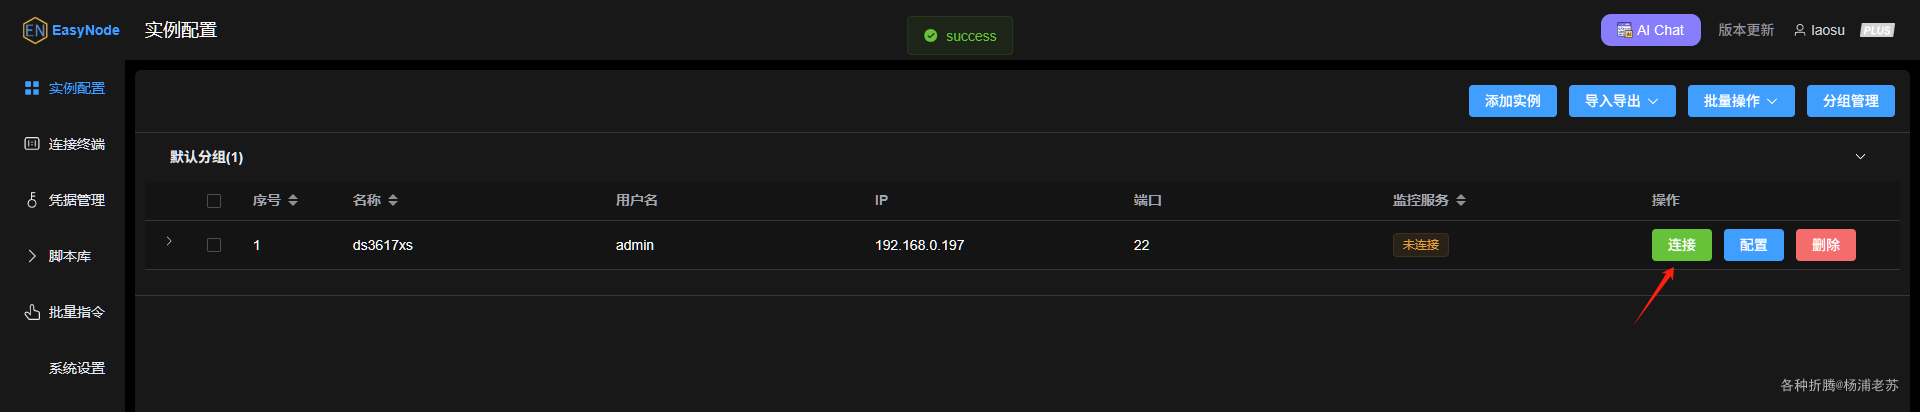 EN EasyNode 实例配置 success AI Chat 版本更新 laosu PLUS
实例配置
添加实例 导入导出 批量操作 分组管理
连接终端
默认分组(1)
凭据管理
序号 名称 用户名 IP 端口 监控服务 操作
1 ds3617xs admin 192.168.0.197 22 未连接 连接 配置 删除
脚本库
批量指令
系统设置
各种折腾@杨浦老苏